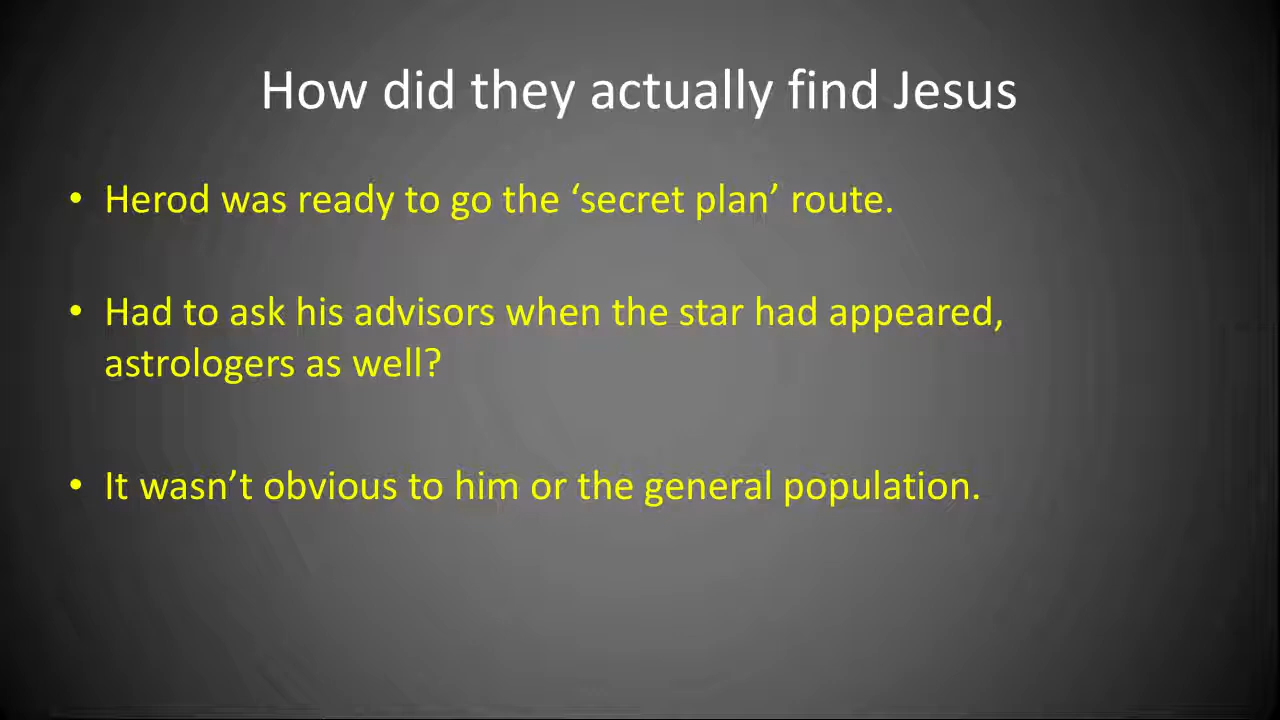 How did they actually find Jesus
• Herod was ready to go the ‘secret plan’ route.
• Had to ask his advisors when the star had appeared,
astrologers as well?
• It wasn’t obvious to him or the general population.